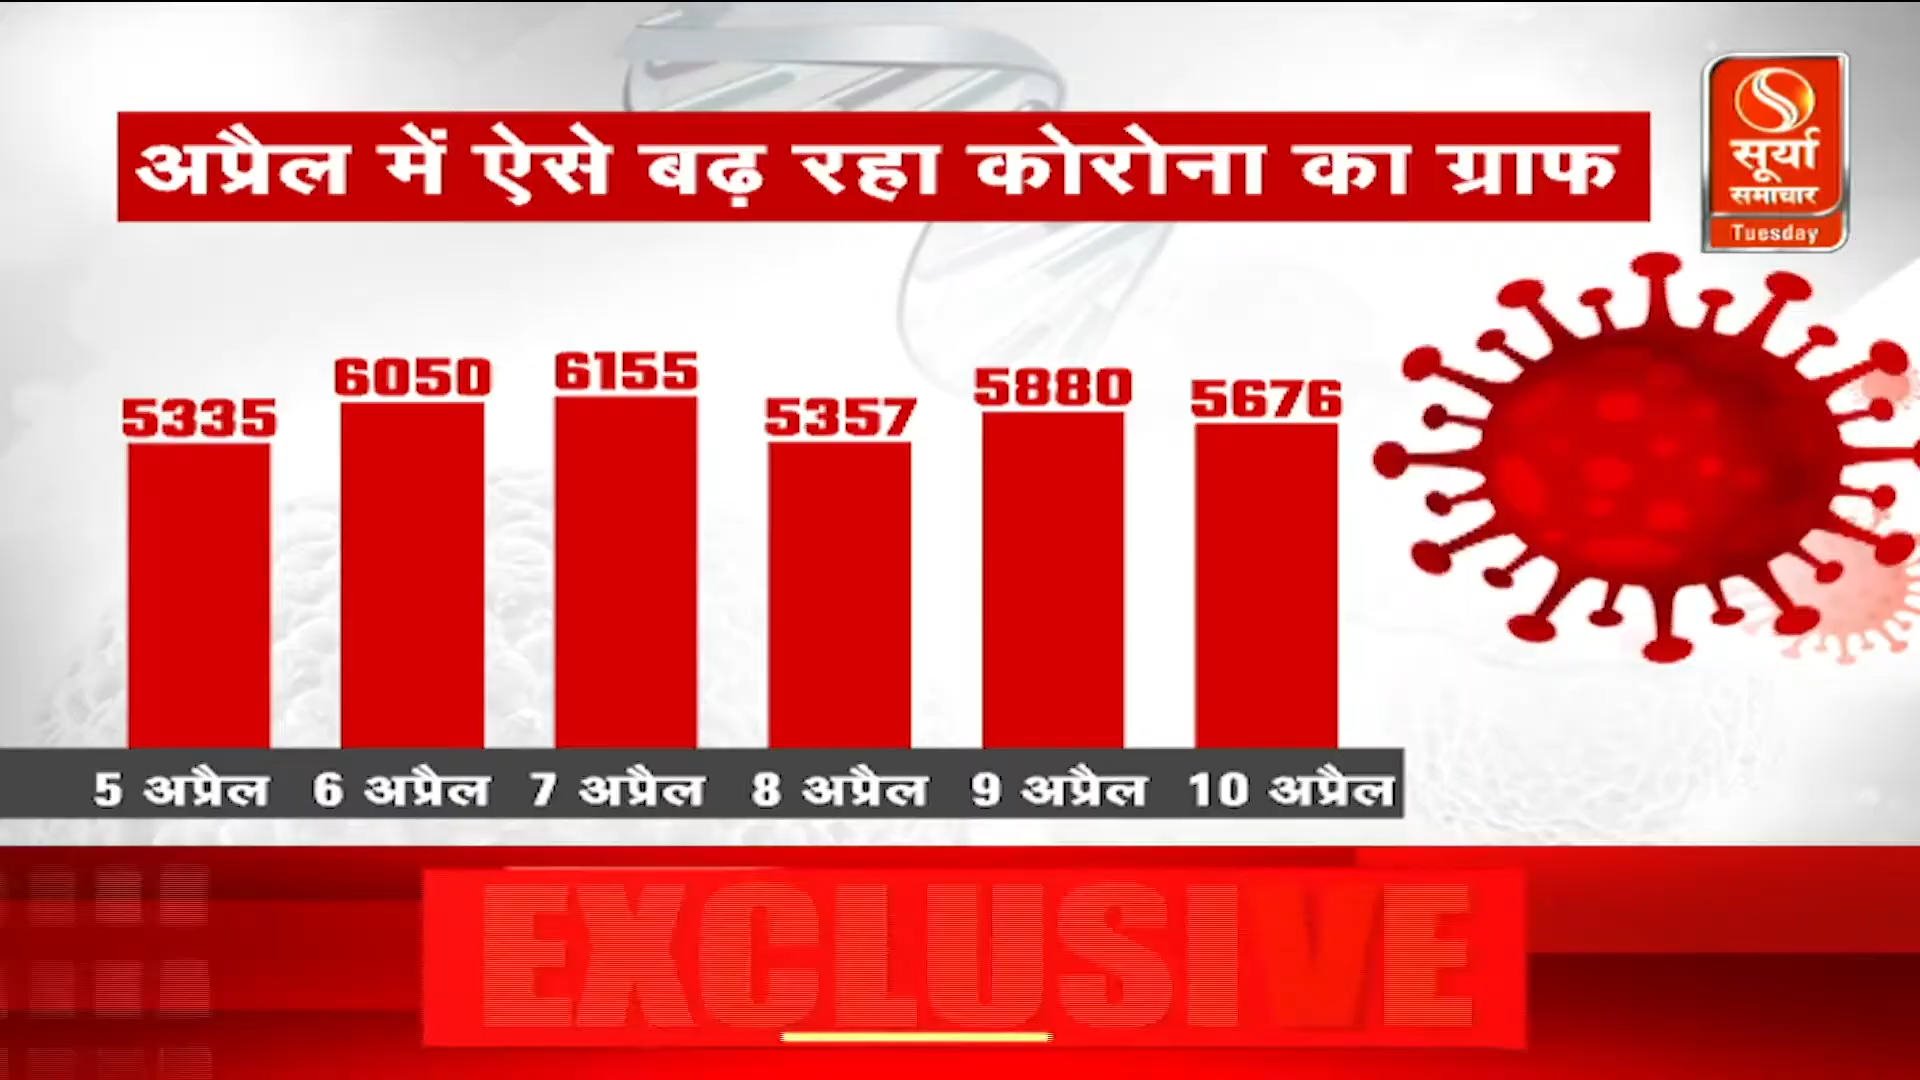 अप्रैल में ऐसे बढ़ रहा कोरोना का ग्राफ
सूर्या
समाचार
Tuesday
5335 6050 6155 5357 5880 5676
5 अप्रैल 6 अप्रैल 7 अप्रैल 8 अप्रैल 9 अप्रैल 10 अप्रैल
EXCLUSIVE